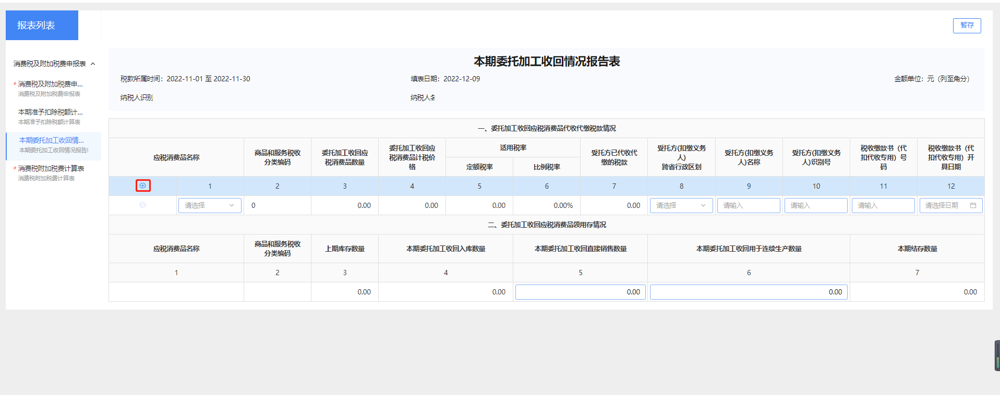 报表列表
暂存
消费税及附加税费申报表
* 消费税及附加税费申...
消费税及附加税费申报表
本期准予扣除税额计...
本期准予扣除税额计算表
本期委托加工收回情...
本期委托加工收回情况报告
* 消费税附加税费计算表
消费税附加税费计算表
本期委托加工收回情况报告表
税款所属时间：2022-11-01 至 2022-11-30
填表日期：2022-12-09
金额单位：元（列至角分）
纳税人识别
纳税人名
一、委托加工收回应税消费品代收代缴税款情况
应税消费品名称
商品和服务税收
分类编码
委托加工收回应
税消费品数量
委托加工收回应
税消费品计税价
格
适用税率
定额税率
比例税率
受托方已代收代
缴的税款
受托方(扣缴义务
人)
跨省行政区划
受托方(扣缴义务
人)名称
受托方(扣缴义务
人)识别号
税收缴款书（代
扣代收专用）号
码
税收缴款书（代
扣代收专用）开
具日期
1 2 3 4 5 6 7 8 9 10 11 12
请选择 0 0.00 0.00 0.00 0.00% 0.00 请选择 请输入 请输入 请输入 请选择日期
二、委托加工收回应税消费品领用存情况
应税消费品名称
商品和服务税收
分类编码
上期库存数量
本期委托加工收回入库数量
本期委托加工收回直接销售数量
本期委托加工收回用于连续生产数量
本期结存数量
1 2 3 4 5 6 7
0.00 0.00 0.00 0.00 0.00